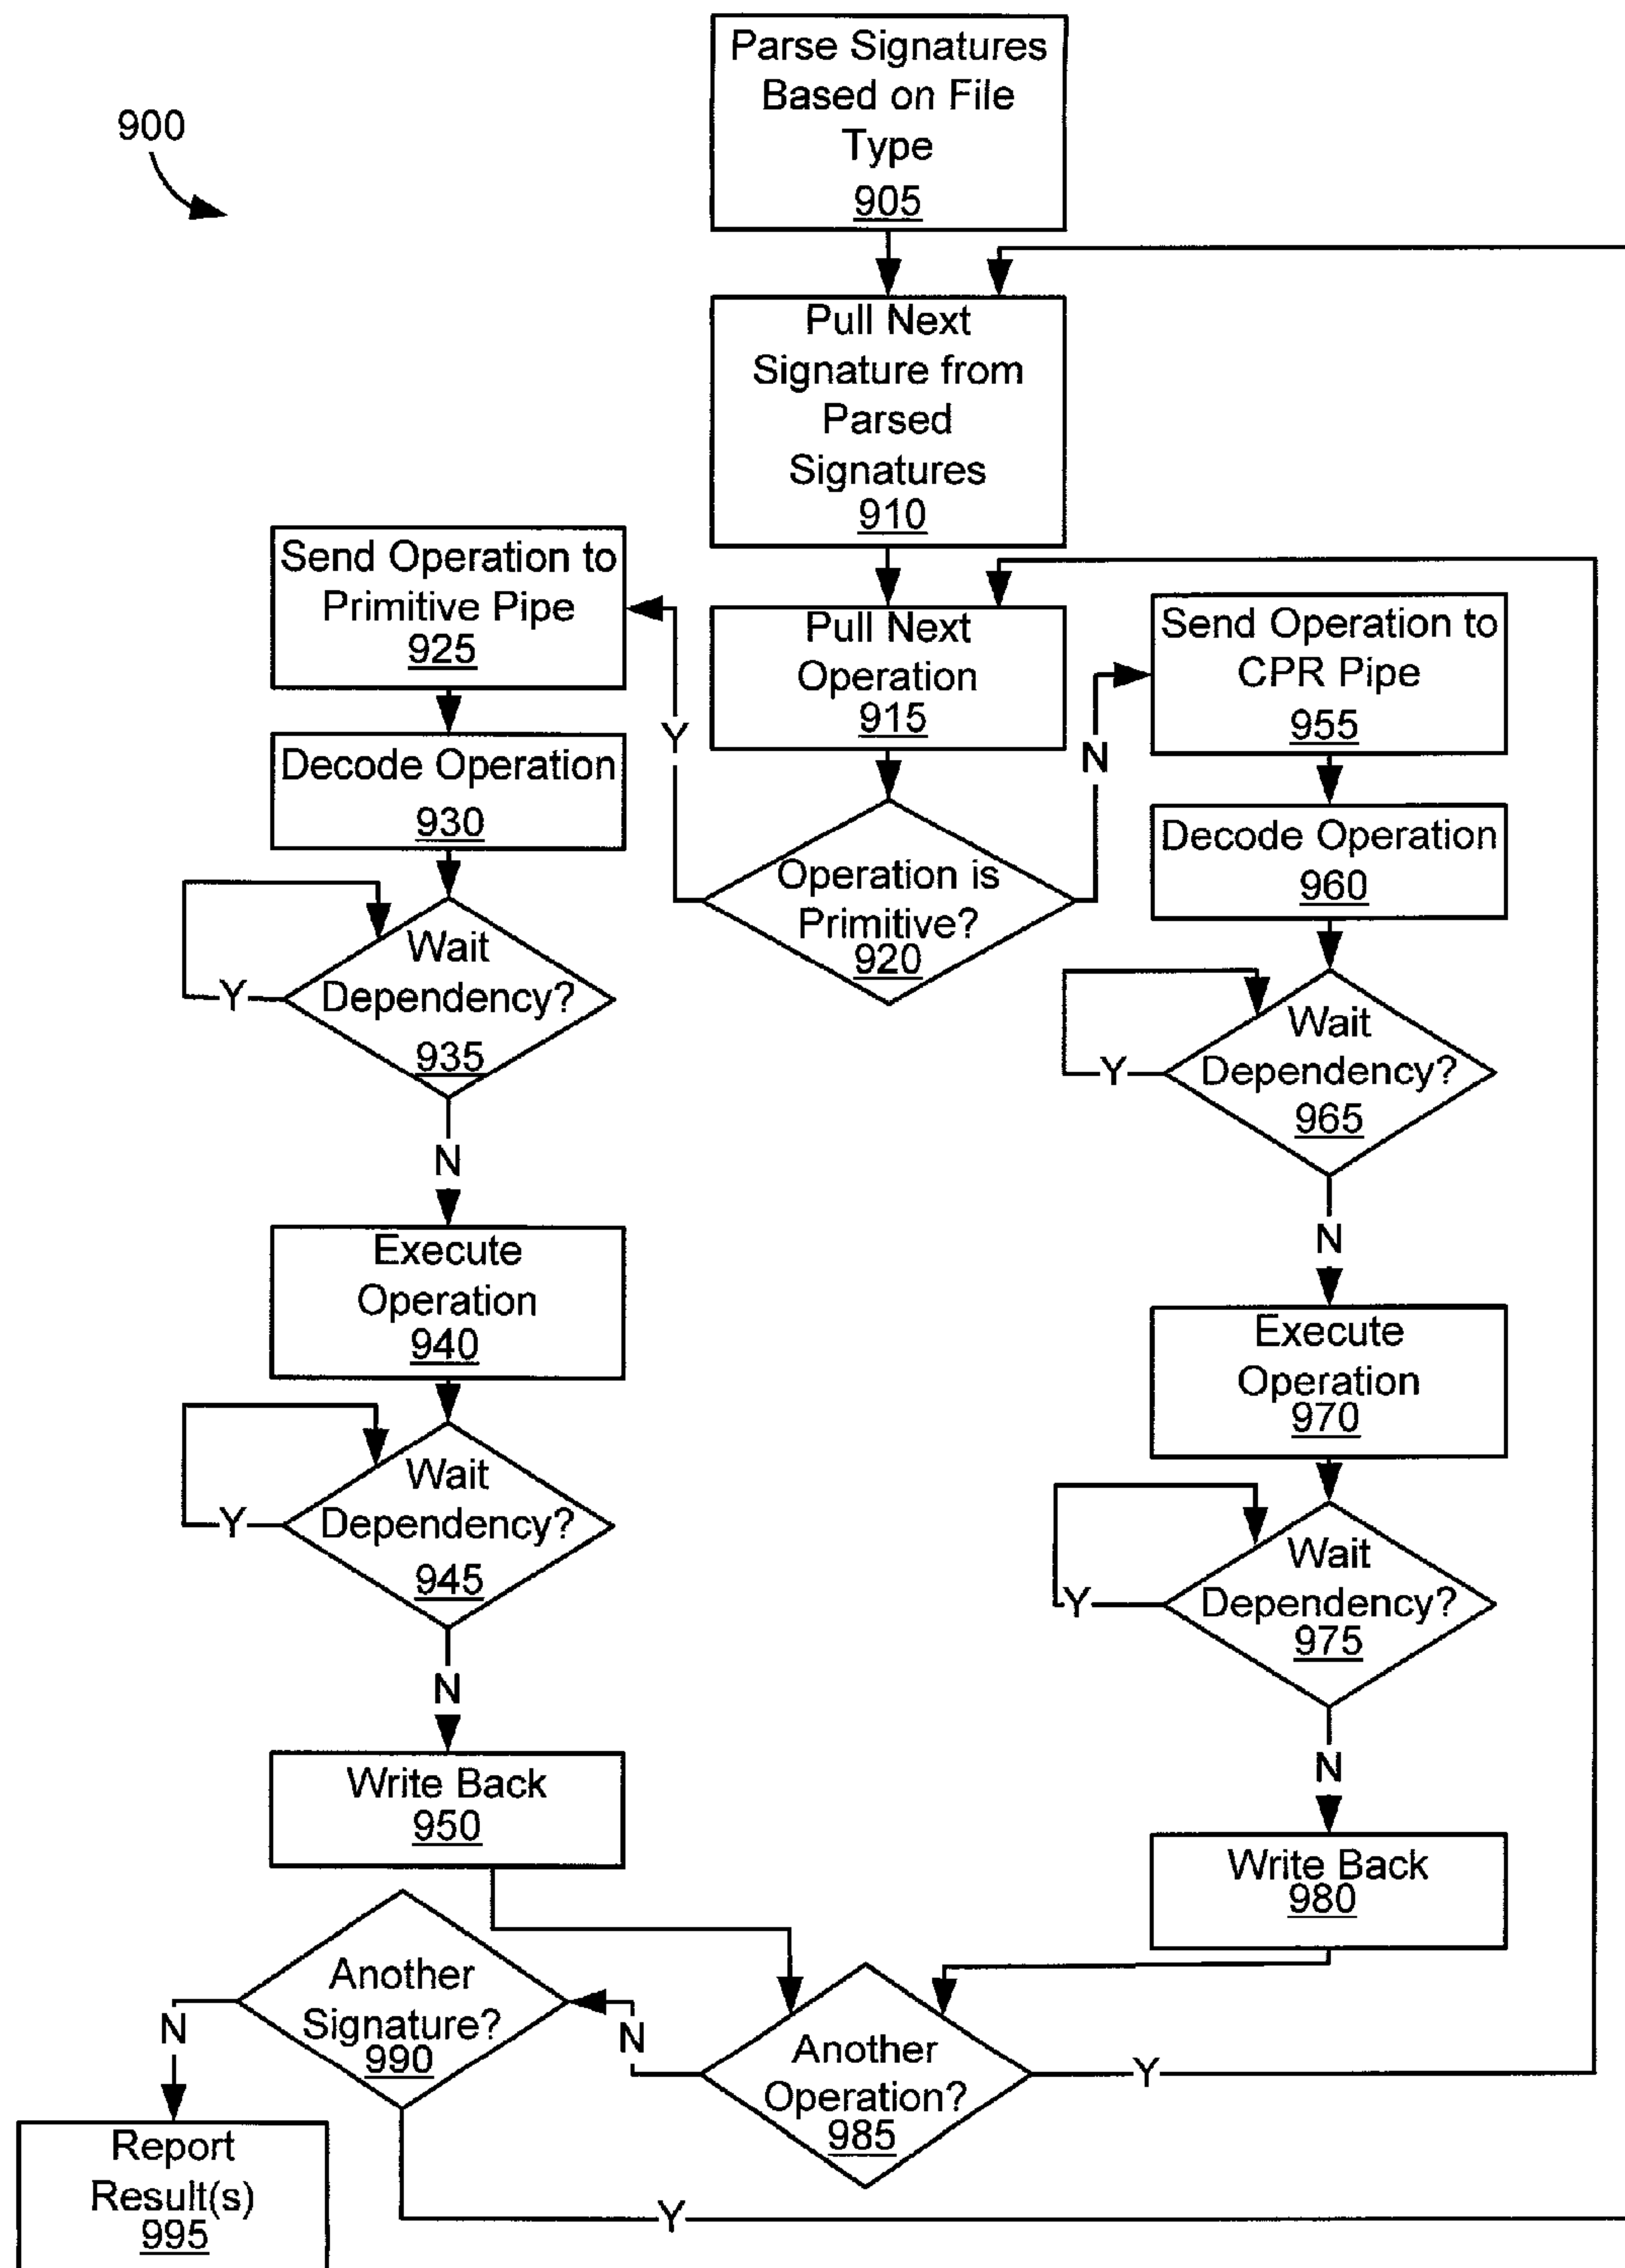 900
Parse Signatures
Based on File
Type
905
Pull Next
Signature from
Parsed
Signatures
910
Send Operation to
Primitive Pipe
925
Pull Next
Operation
915
Send Operation to
CPR Pipe
955
Y
N
Decode Operation
930
Operation is
Primitive?
920
Decode Operation
960
Wait
Dependency?
935
Y
N
Wait
Dependency?
965
Y
N
Execute
Operation
940
Execute
Operation
970
Wait
Dependency?
945
Y
N
Wait
Dependency?
975
Y
N
Write Back
950
Write Back
980
Another
Signature?
990
N
Another
Operation?
985
N
Y
Report
Result(s)
995
Y